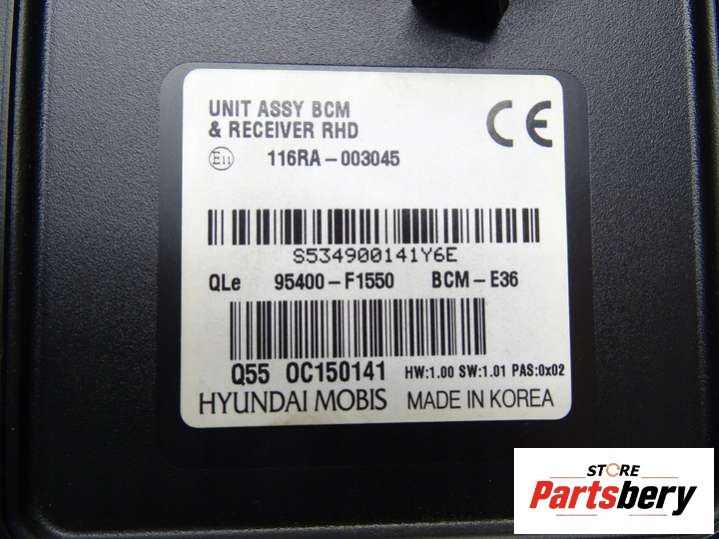 UNIT ASSY BCM
& RECEIVER RHD
CE
E11 116RA-003045
S534900141Y6E
QLe 95400-F1550 BCM-E36
Q55 0C150141 HW:1.00 SW:1.01 PAS:0x02
HYUNDAI MOBIS MADE IN KOREA
STORE
Partsbery